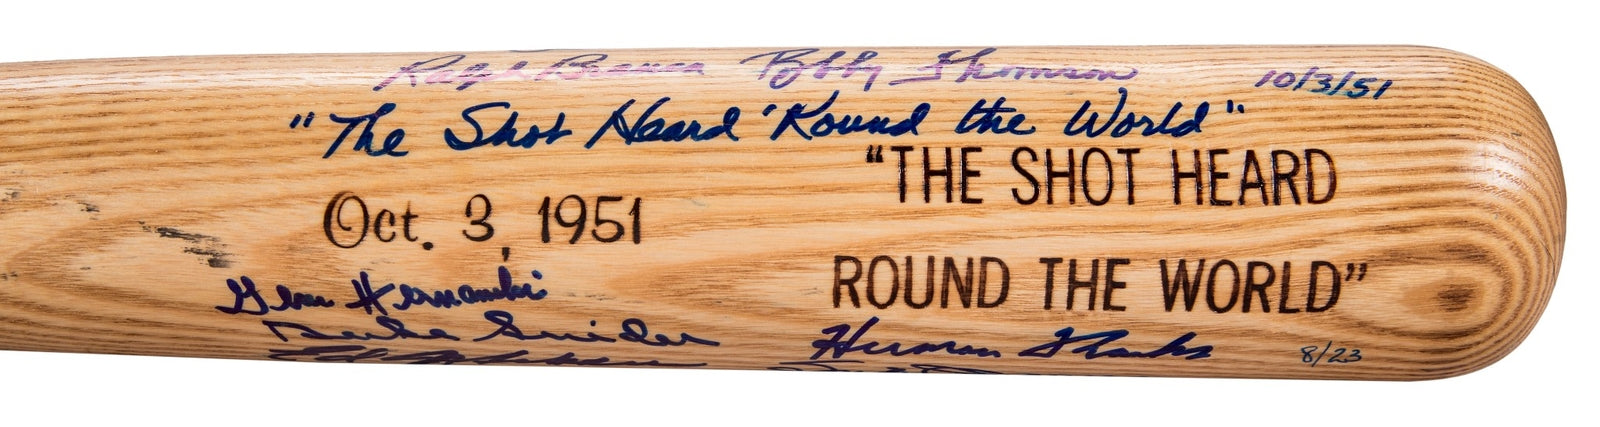 Ralph Branca Bobby Thomson 10/3/51
"The Shot Heard 'Round the World"
"THE SHOT HEARD
Oct. 3, 1951
ROUND THE WORLD"
Gene Hermanski
Duke Snider
Herman Franks 8/23